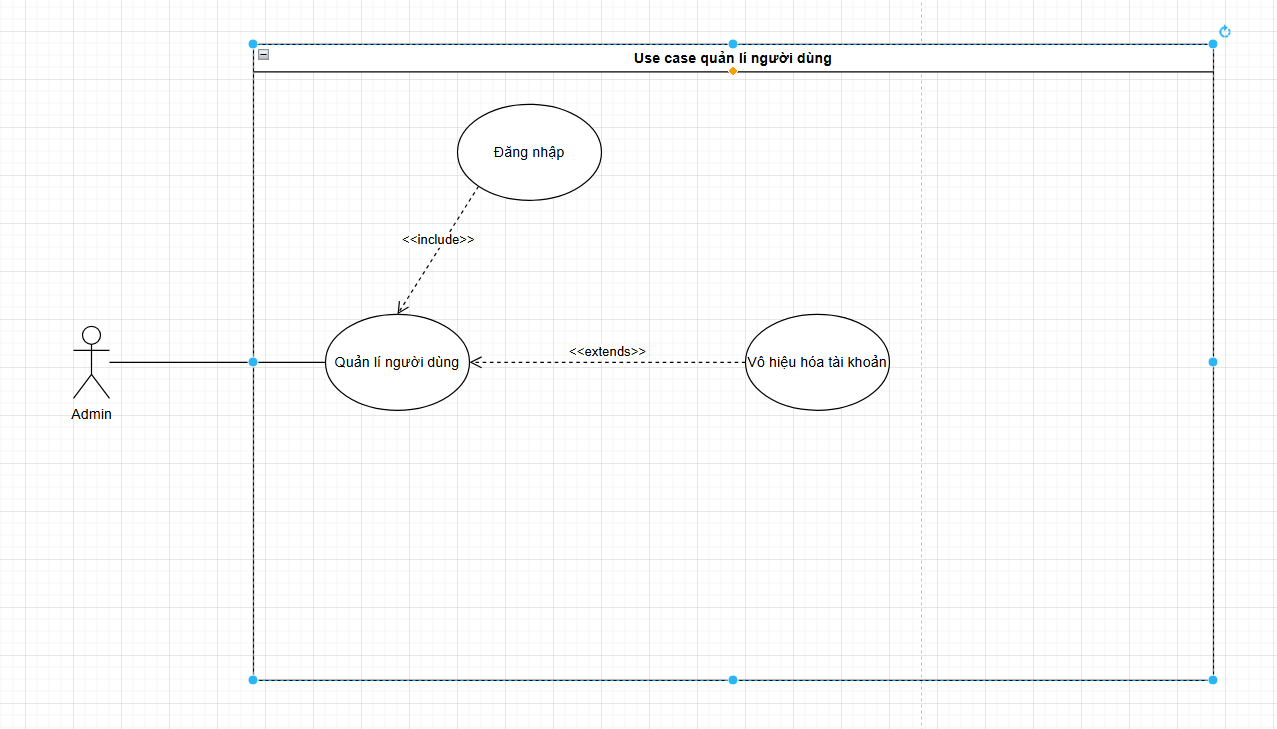 Use case quản lí người dùng
Đăng nhập
<<include>>
<<extends>>
Quản lí người dùng
Vô hiệu hóa tài khoản
Admin